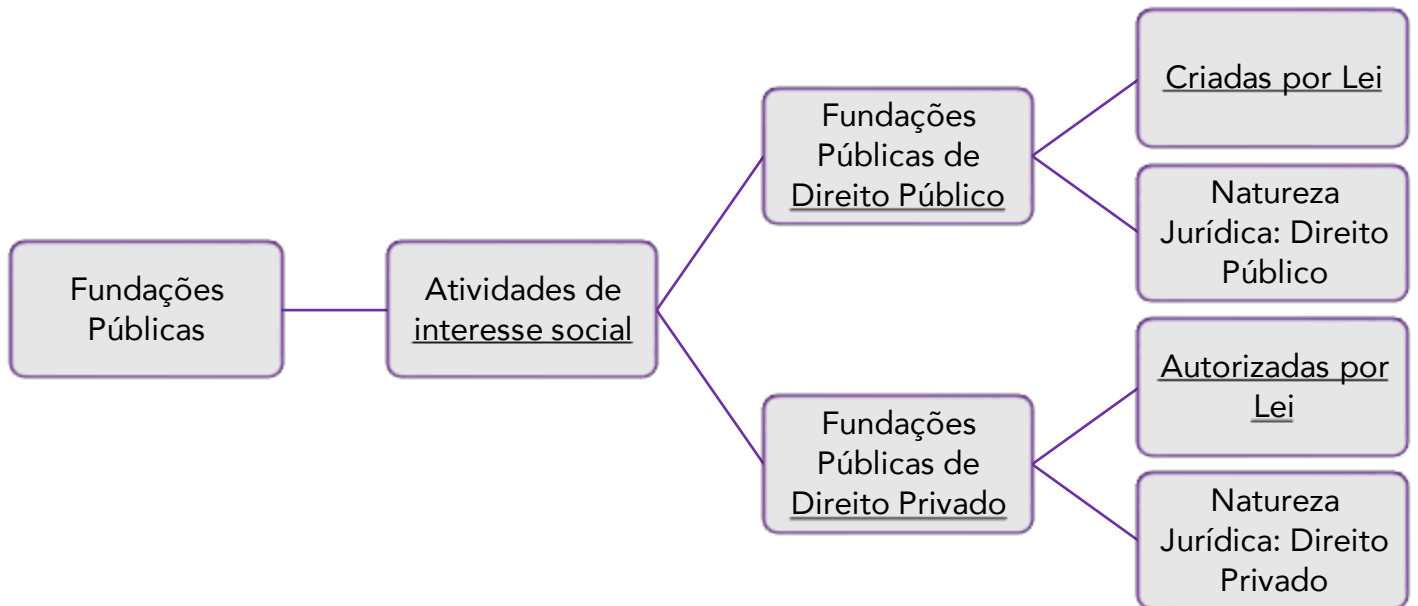 Fundações
Públicas
Atividades de
interesse social
Fundações
Públicas de
Direito Público
Criadas por Lei
Natureza
Jurídica: Direito
Público
Fundações
Públicas de
Direito Privado
Autorizadas por
Lei
Natureza
Jurídica: Direito
Privado